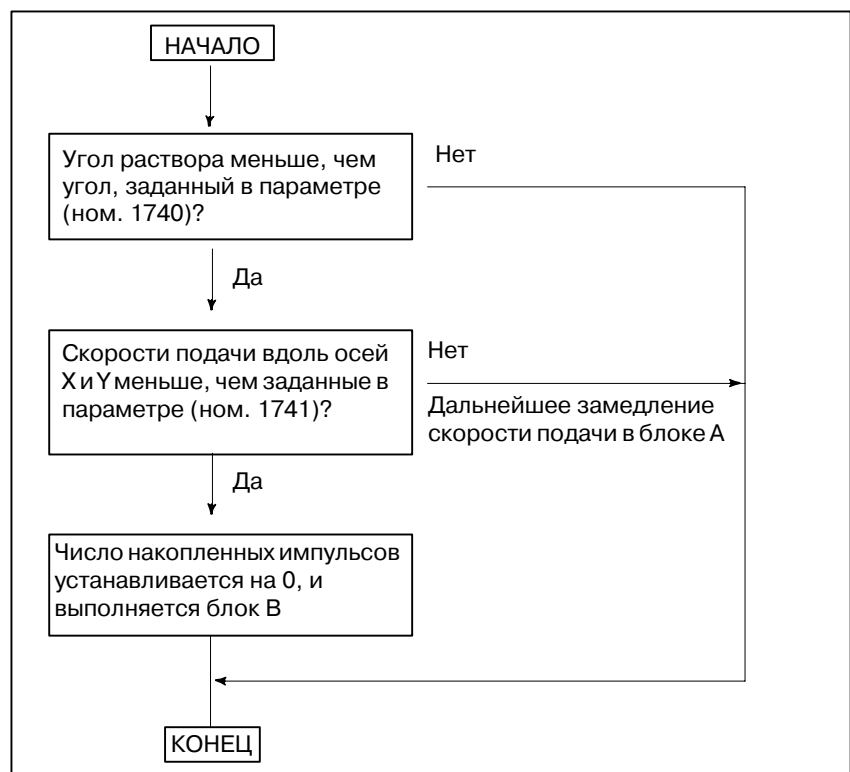 НАЧАЛО
Угол раствора меньше, чем
угол, заданный в параметре
(ном. 1740)?
Нет
Да
Скорости подачи вдоль осей
X и Y меньше, чем заданные в
параметре (ном. 1741)?
Нет
Дальнейшее замедление
скорости подачи в блоке A
Да
Число накопленных импульсов
устанавливается на 0, и
выполняется блок B
КОНЕЦ